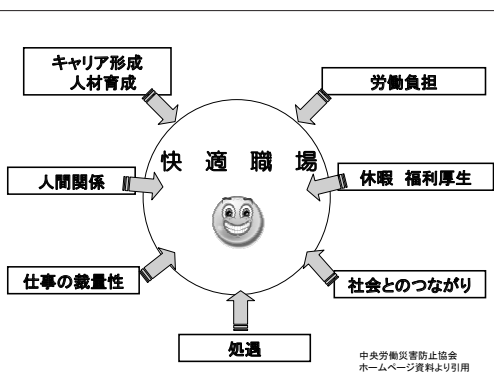 キャリア形成
人材育成
労働負担
快適職場
人間関係
休暇 福利厚生
仕事の裁量性
社会とのつながり
処遇
中央労働災害防止協会
ホームページ資料より引用